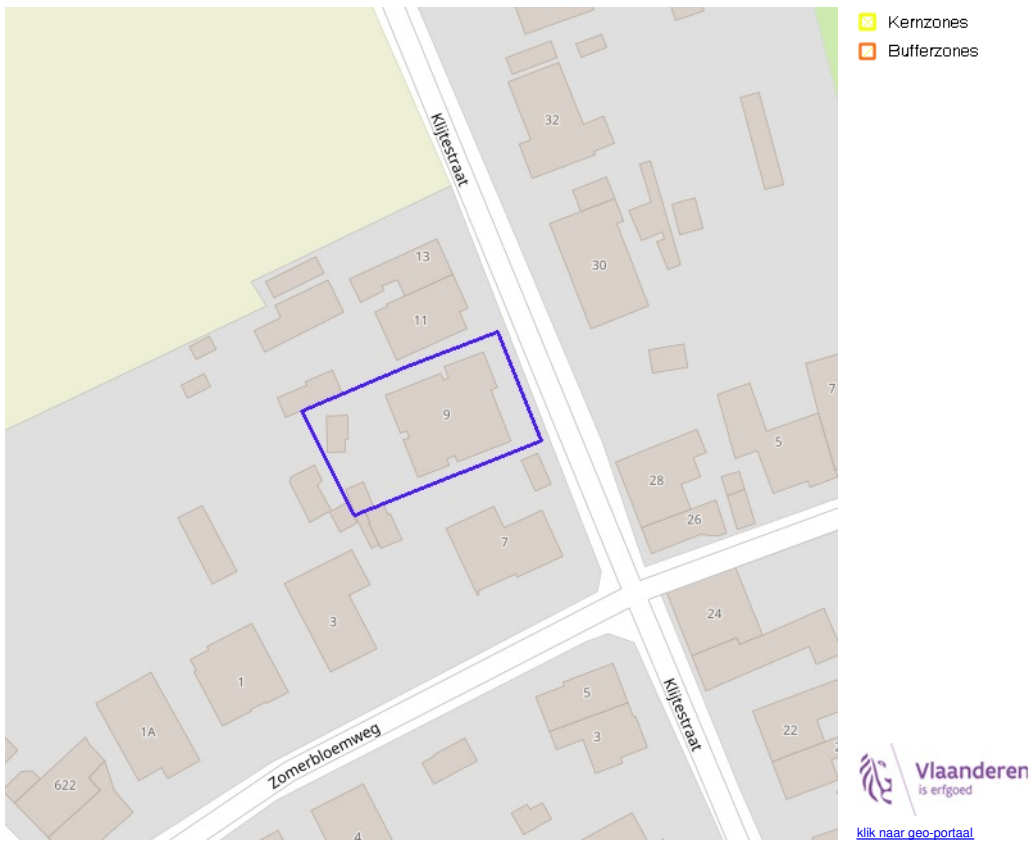 Kernzones
Bufferzones
32
Klijtestraat
30
13
11
9
7
5
28
26
7
24
3
1
1A
622
Zomerbloemweg
5
3
Klijtestraat
22
4
Vlaanderen
is erfgoed
klik naar geo-portaal